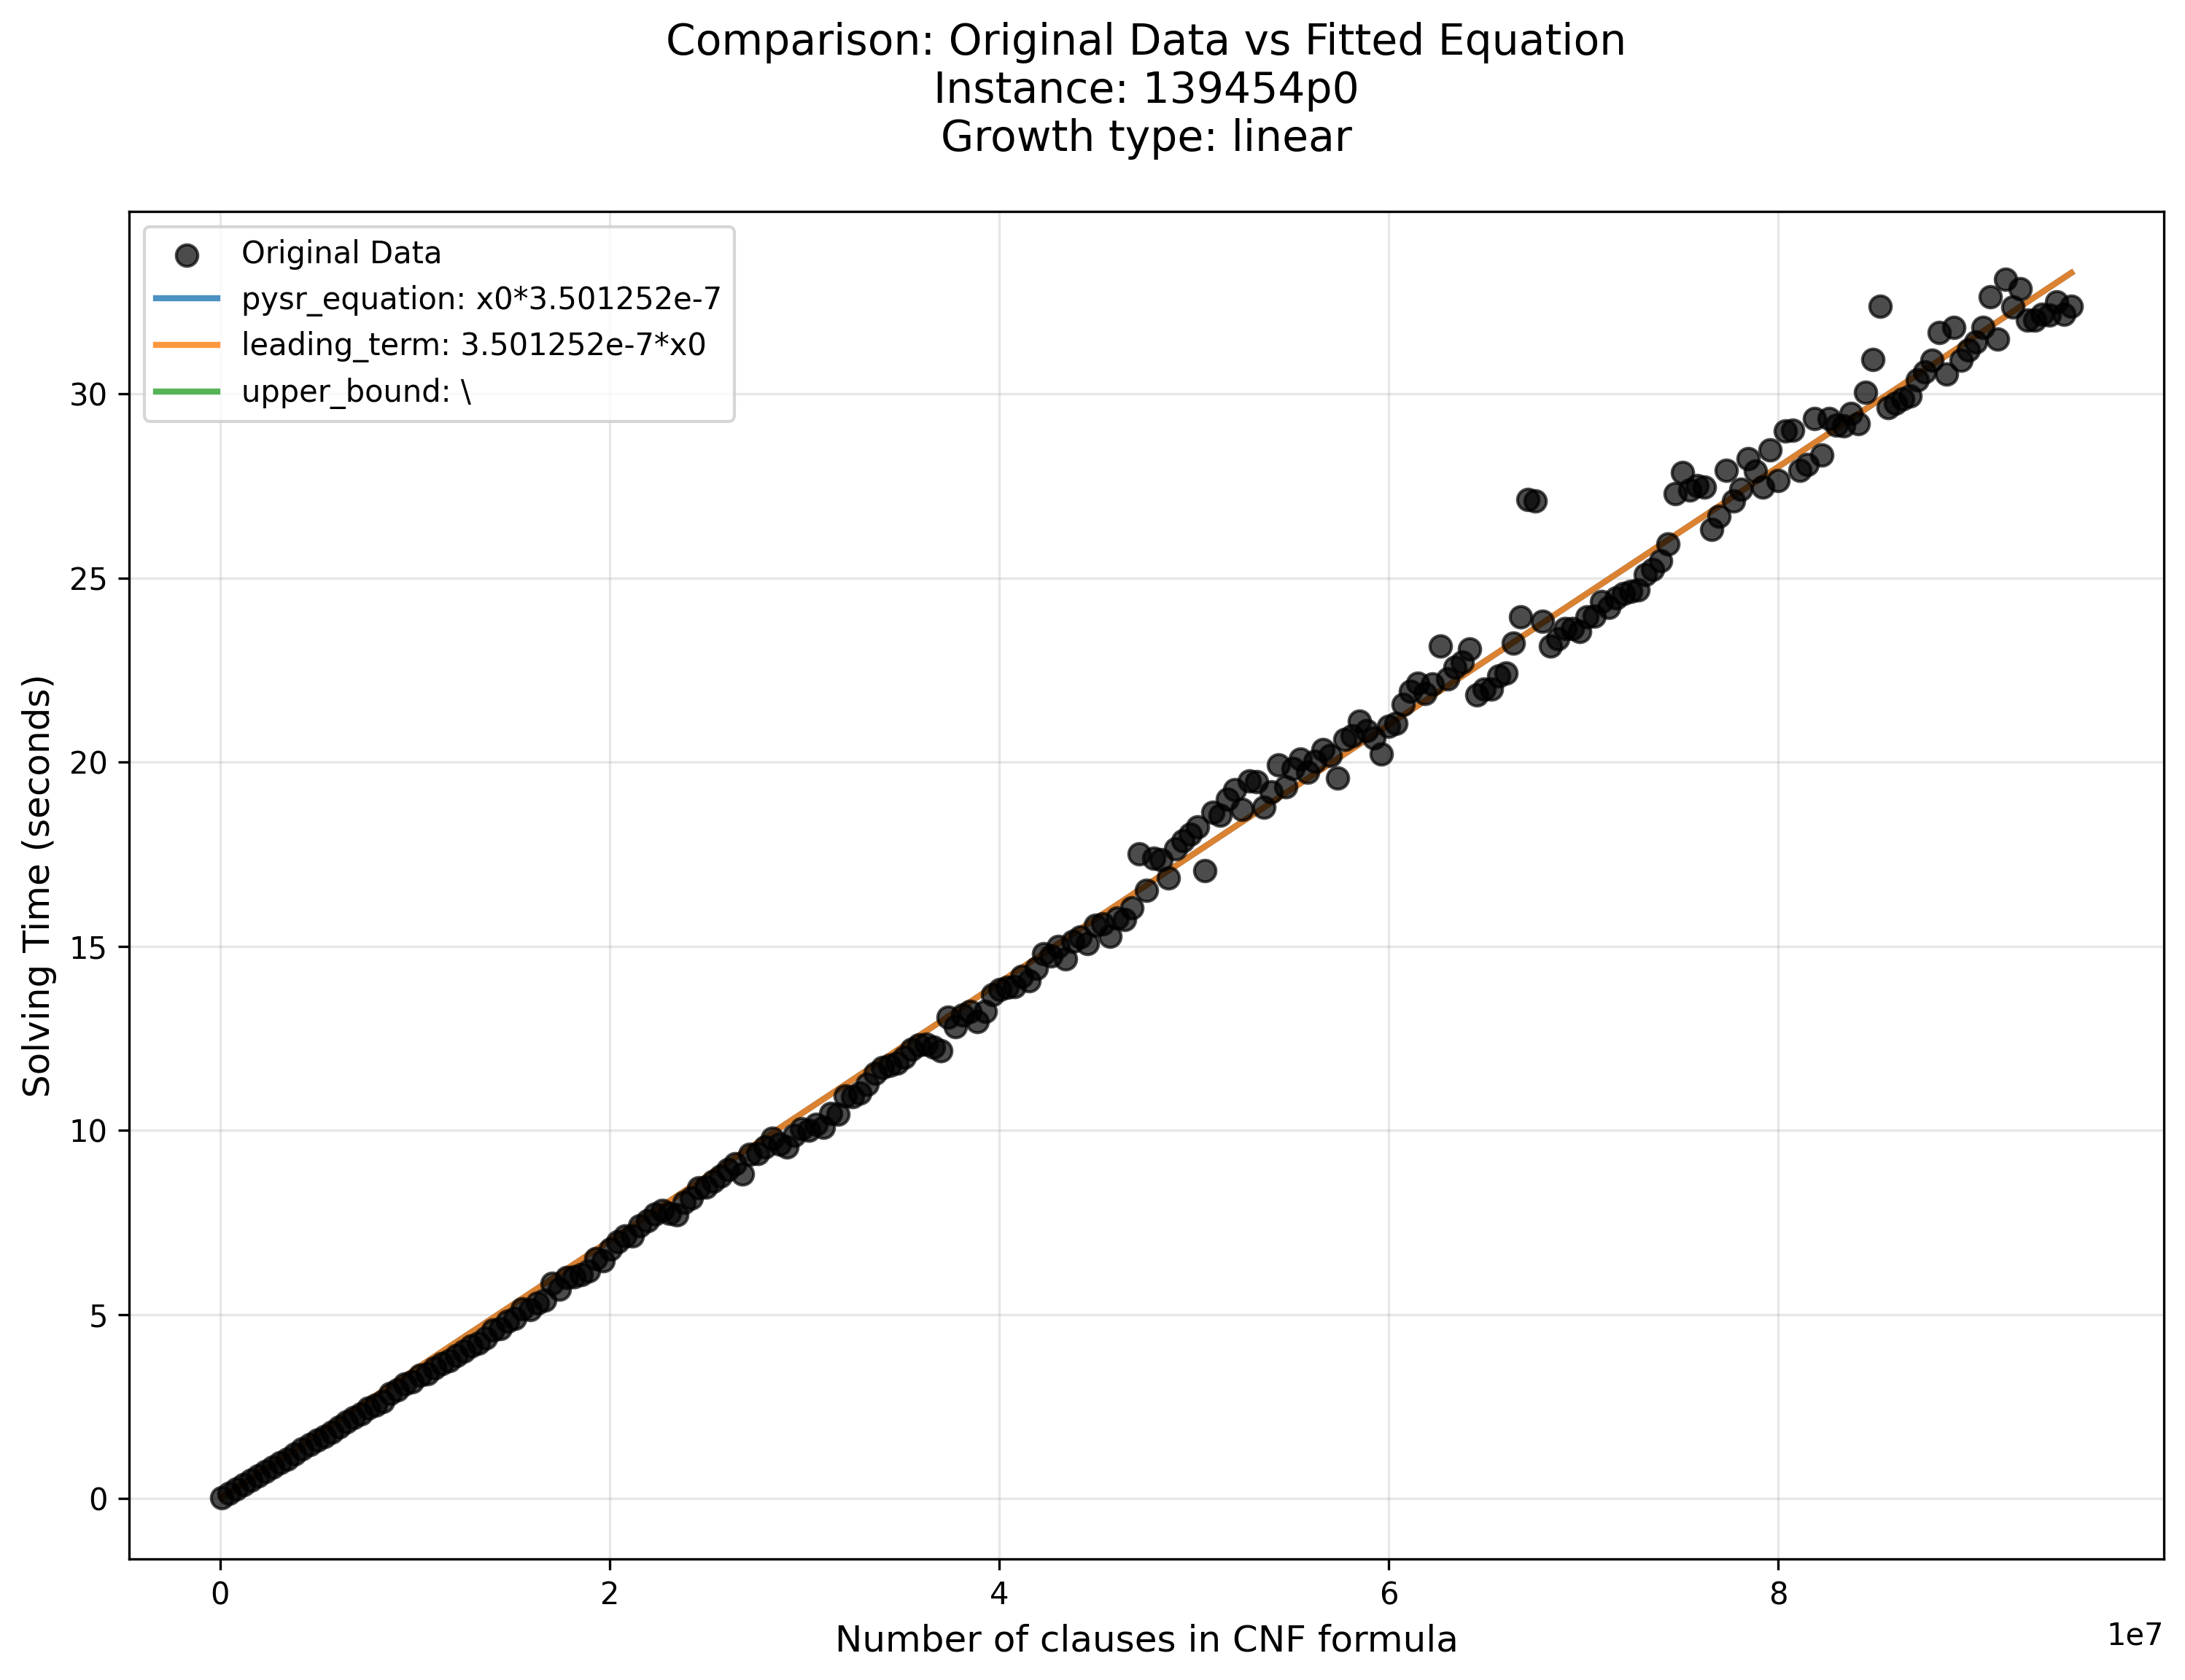 Comparison: Original Data vs Fitted Equation
Instance: 139454p0
Growth type: linear
Original Data
pysr_equation: x0*3.501252e-7
leading_term: 3.501252e-7*x0
upper_bound: \
30
25
20
15
10
5
0
Solving Time (seconds)
0 2 4 6 8
1e7
Number of clauses in CNF formula